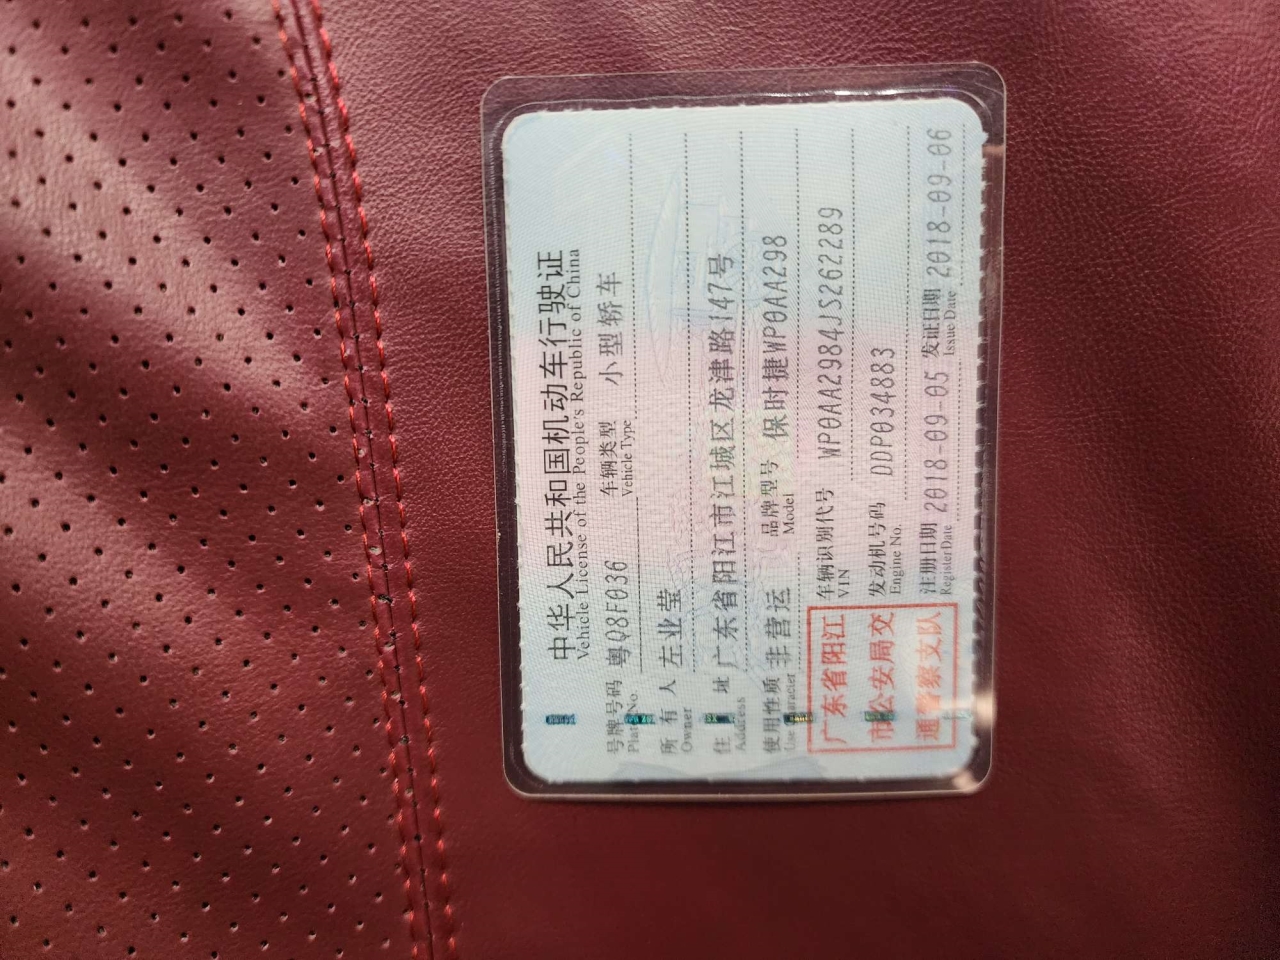 中华人民共和国机动车行驶证
Vehicle License of the People's Republic of China
号牌号码 粤Q8F036 车辆类型 小型轿车
Plate No. Vehicle Type
所有人 左业莹
Owner
住址 广东省阳江市江城区龙津路147号
Address
使用性质 非营运 品牌型号 保时捷WP0AA298
Use Character Model
广东省阳江
市公安局交
通警察支队
车辆识别代号 WP0AA2984JS262289
VIN
发动机号码 DDP034883
Engine No.
注册日期 2018-09-05 发证日期 2018-09-06
Register Date Issue Date